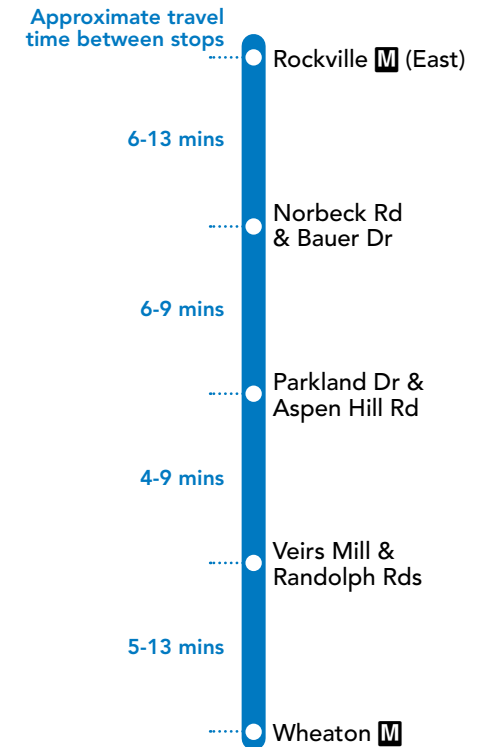 Approximate travel
time between stops
Rockville M (East)
6-13 mins
Norbeck Rd
& Bauer Dr
6-9 mins
Parkland Dr &
Aspen Hill Rd
4-9 mins
Veirs Mill &
Randolph Rds
5-13 mins
Wheaton M